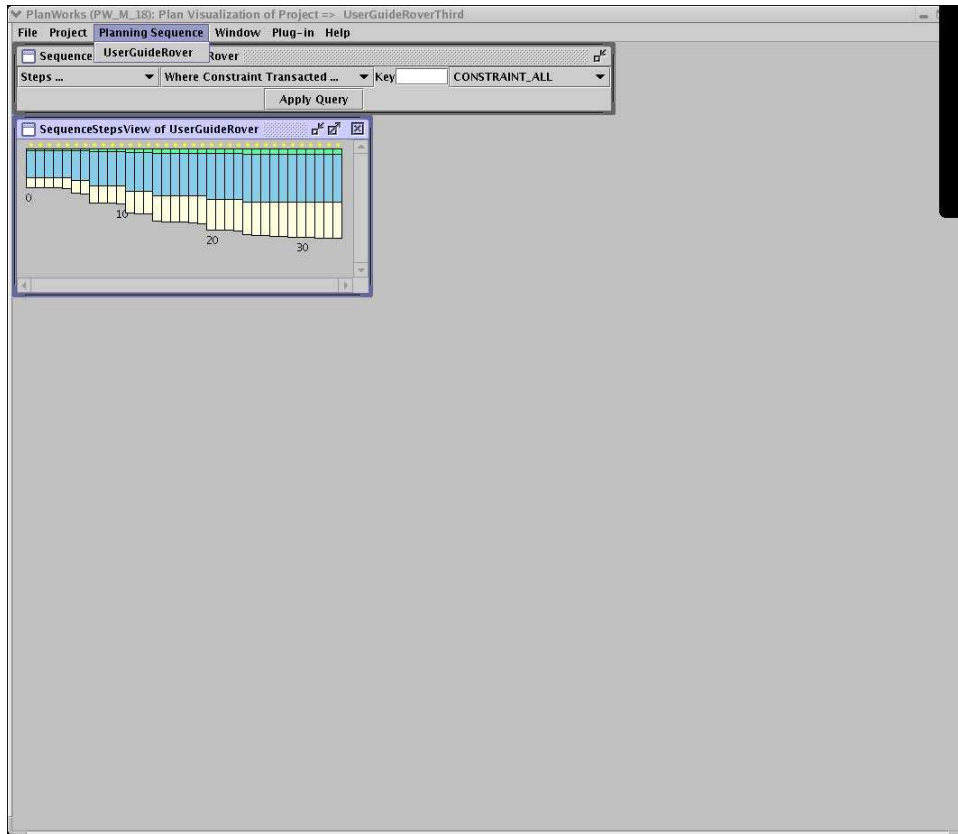 PlanWorks (PW_M_18): Plan Visualization of Project => UserGuideRoverThird
File Project Planning Sequence Window Plug-in Help
UserGuideRover
Sequence Rover
Steps ... Where Constraint Transacted ... Key CONSTRAINT_ALL
Apply Query
SequenceStepsView of UserGuideRover
0
10
20
30